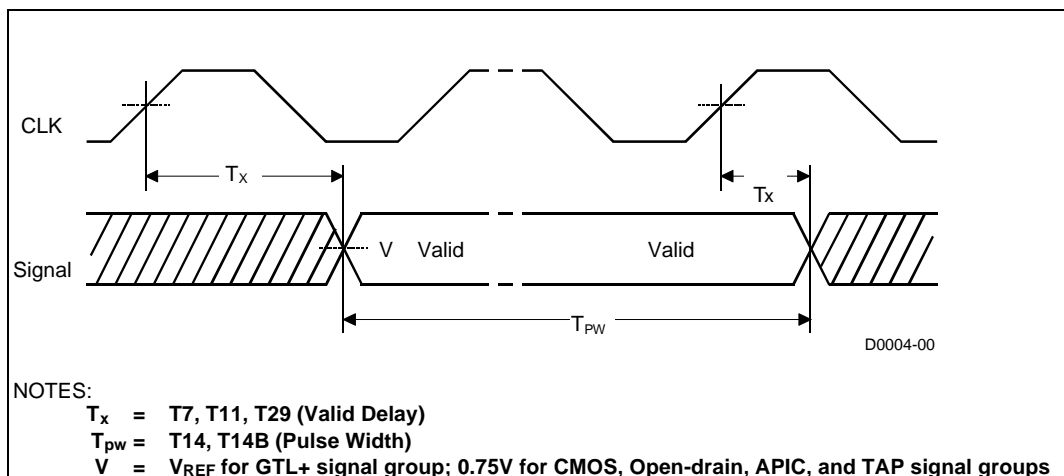 CLK
Tx
Tx
V Valid Valid
Signal
TPW
D0004-00
NOTES:
Tx = T7, T11, T29 (Valid Delay)
Tpw = T14, T14B (Pulse Width)
V = VREF for GTL+ signal group; 0.75V for CMOS, Open-drain, APIC, and TAP signal groups